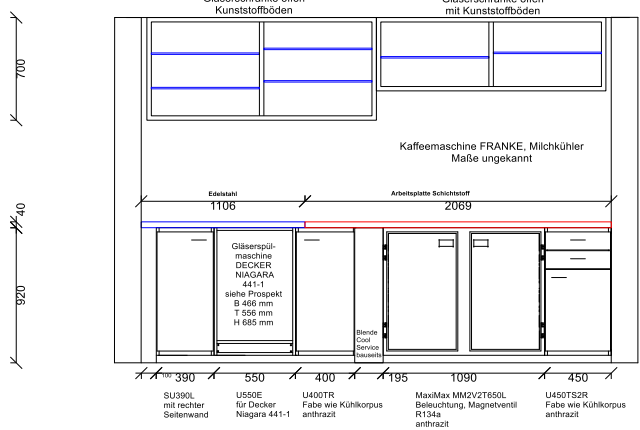 Gläserschränke offen
Kunststoffböden
Gläserschränke offen
mit Kunststoffböden
700
Kaffeemaschine FRANKE, Milchkühler
Maße ungekannt
Edelstahl
Arbeitsplatte Schichtstoff
1106
2069
40
920
Gläserspül-
maschine
DECKER
NIAGARA
441-1
siehe Prospekt
B 466 mm
T 556 mm
H 685 mm
Blende
Cool
Service
bauseits
100
390
550
400
195
1090
450
SU390L
mit rechter
Seitenwand
U550E
für Decker
Niagara 441-1
U400TR
Fabe wie Kühlkorpus
anthrazit
MaxiMax MM2V2T650L
Beleuchtung, Magnetventil
R134a
anthrazit
U450TS2R
Fabe wie Kühlkorpus
anthrazit